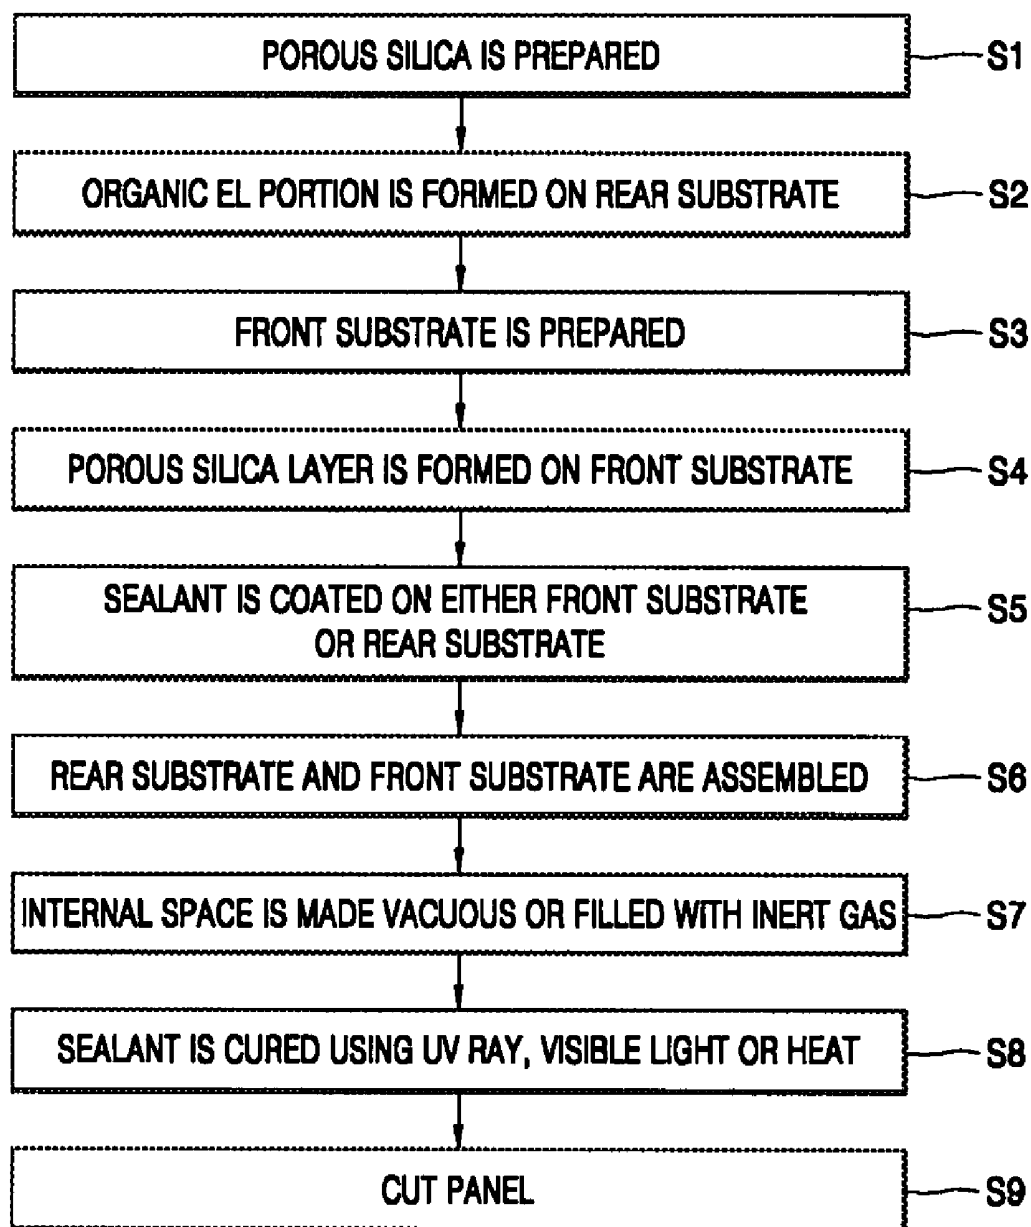 POROUS SILICA IS PREPARED S1
ORGANIC EL PORTION IS FORMED ON REAR SUBSTRATE S2
FRONT SUBSTRATE IS PREPARED S3
POROUS SILICA LAYER IS FORMED ON FRONT SUBSTRATE S4
SEALANT IS COATED ON EITHER FRONT SUBSTRATE
OR REAR SUBSTRATE S5
REAR SUBSTRATE AND FRONT SUBSTRATE ARE ASSEMBLED S6
INTERNAL SPACE IS MADE VACUOUS OR FILLED WITH INERT GAS S7
SEALANT IS CURED USING UV RAY, VISIBLE LIGHT OR HEAT S8
CUT PANEL S9